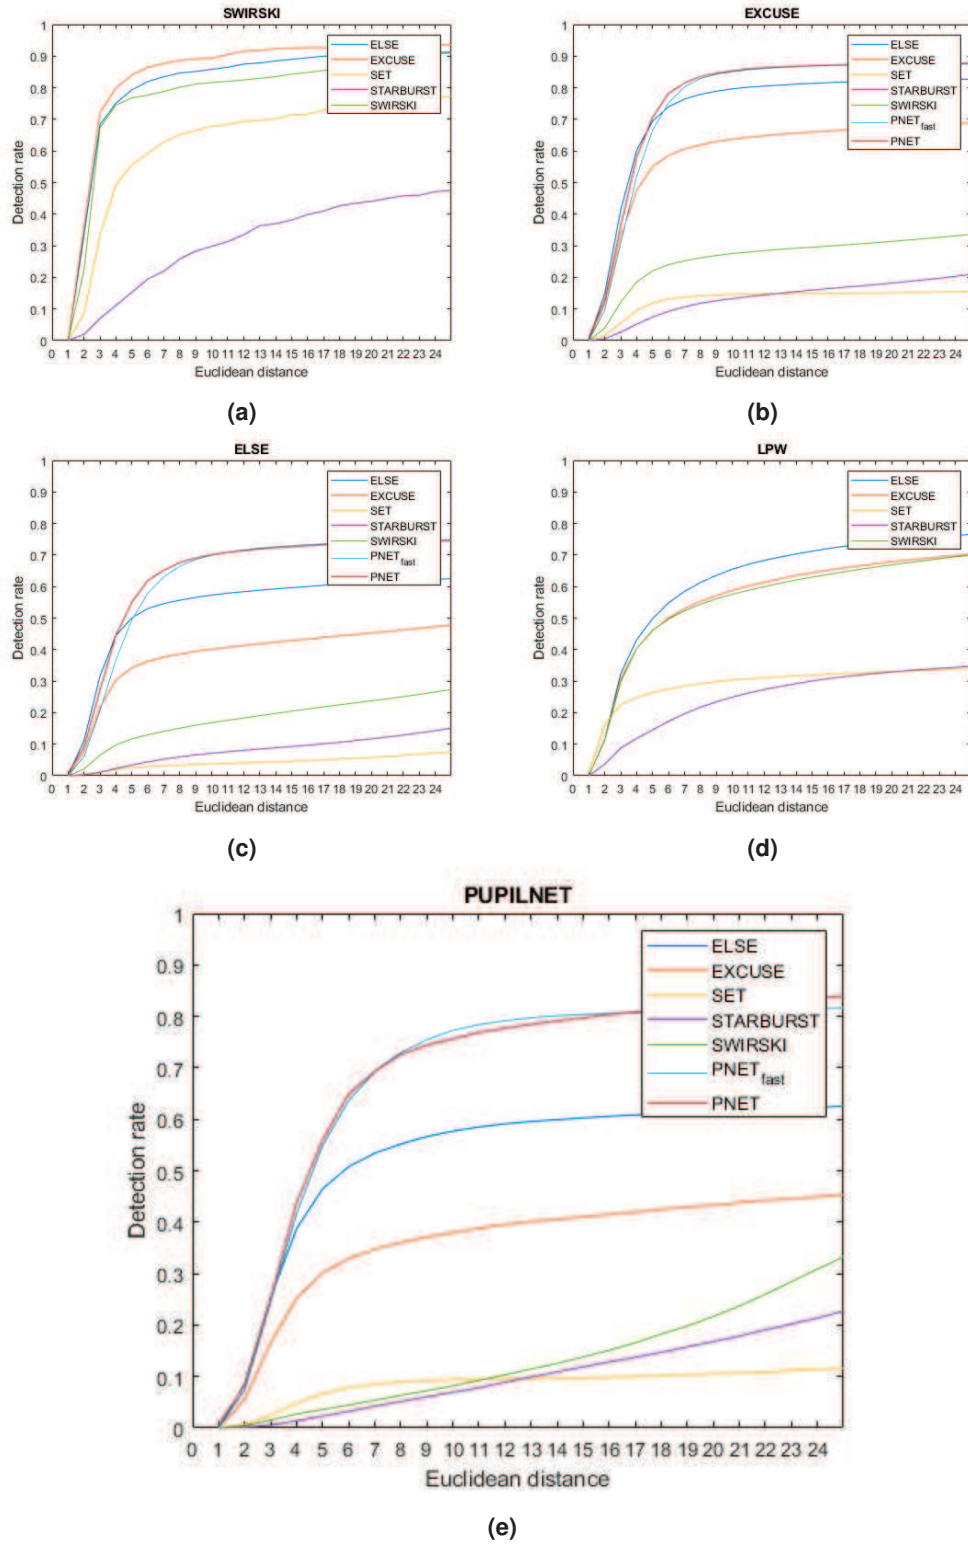 SWIRSKI
1
0.9
0.8
0.7
0.6
0.5
0.4
0.3
0.2
0.1
0
Detection rate
ELSE
EXCUSE
SET
STARBURST
SWIRSKI
0 1 2 3 4 5 6 7 8 9 10 11 12 13 14 15 16 17 18 19 20 21 22 23 24
Euclidean distance
(a)
EXCUSE
1
0.9
0.8
0.7
0.6
0.5
0.4
0.3
0.2
0.1
0
Detection rate
ELSE
EXCUSE
SET
STARBURST
SWIRSKI
PNETfast
PNET
0 1 2 3 4 5 6 7 8 9 10 11 12 13 14 15 16 17 18 19 20 21 22 23 24
Euclidean distance
(b)
ELSE
1
0.9
0.8
0.7
0.6
0.5
0.4
0.3
0.2
0.1
0
Detection rate
ELSE
EXCUSE
SET
STARBURST
SWIRSKI
PNETfast
PNET
0 1 2 3 4 5 6 7 8 9 10 11 12 13 14 15 16 17 18 19 20 21 22 23 24
Euclidean distance
(c)
LPW
1
0.9
0.8
0.7
0.6
0.5
0.4
0.3
0.2
0.1
0
Detection rate
ELSE
EXCUSE
SET
STARBURST
SWIRSKI
0 1 2 3 4 5 6 7 8 9 10 11 12 13 14 15 16 17 18 19 20 21 22 23 24
Euclidean distance
(d)
PUPILNET
1
0.9
0.8
0.7
0.6
0.5
0.4
0.3
0.2
0.1
0
Detection rate
ELSE
EXCUSE
SET
STARBURST
SWIRSKI
PNETfast
PNET
0 1 2 3 4 5 6 7 8 9 10 11 12 13 14 15 16 17 18 19 20 21 22 23 24
Euclidean distance
(e)